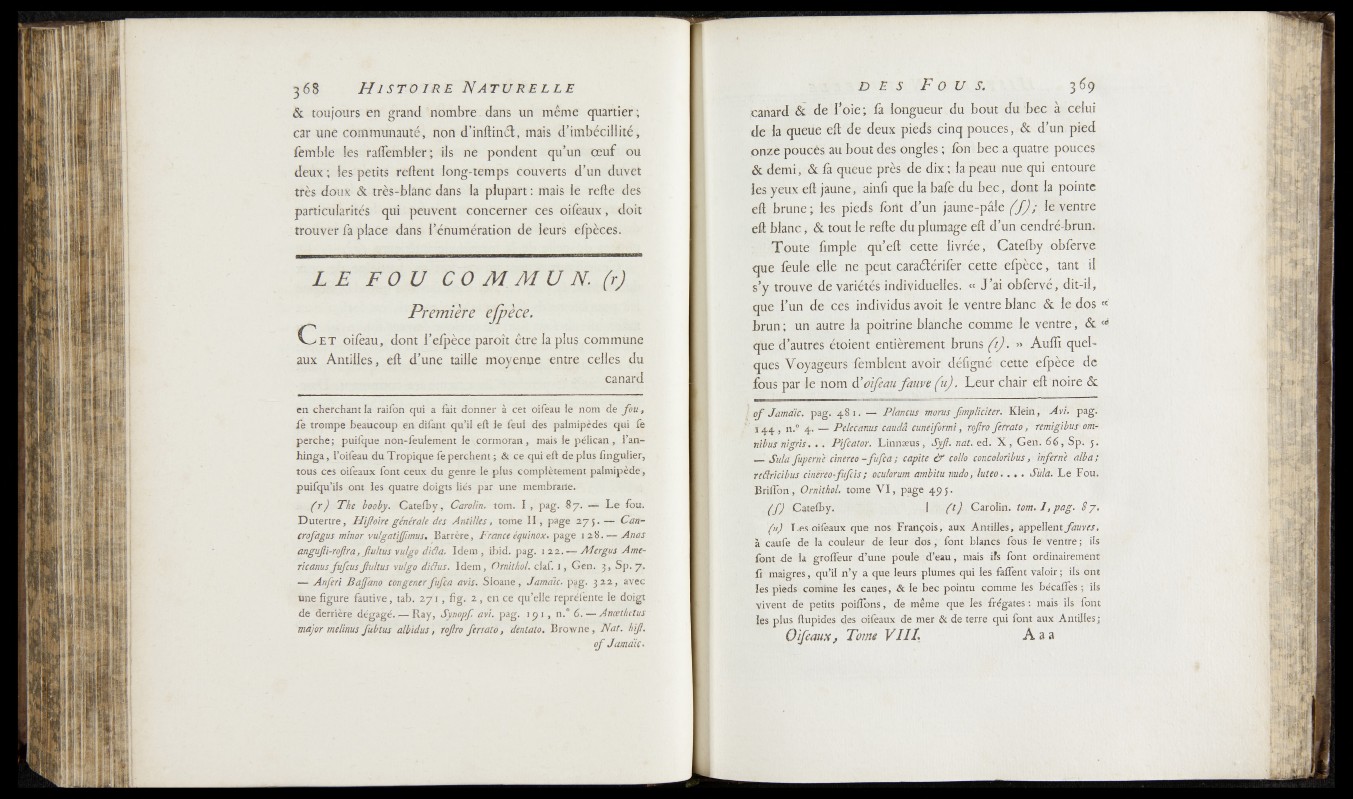 368 HISTOIRE NATURELLE
& toujours en grand nombre dans un même quartier;
car une communauté, non d'inſtinct, mais d'imbécillité,
ſemble les raſſembler; ils ne pondent qu'un œuf ou
deux; les petits reſtent long-temps couverts d'un duvet
très doux & très-blanc dans la plupart: mais le reſte des
particularités qui peuvent concerner ces oiſeaux, doit
trouver ſa place dans l'énumération de leurs eſpèces.
LE FOU COMMUN. (r)
Première eſpèce.
CET oiſeau, dont l'eſpèce paroît être la plus commune
aux Antilles, eſt d'une taille moyenne entre celles du
canard
en cherchant la raiſon qui a fait donner à cet oiſeau le nom de fou,
ſe trompe beaucoup en diſant qu'il eſt le ſeul des palmipèdes qui ſe
perche; puiſque non-ſeulement le cormoran, mais le pélican, l'an-
hinga, l'oiſeau du Tropique ſe perchent; & ce qui eſt de plus ſingulier,
tous ces oiſeaux ſont ceux du genre le plus complètement palmipède,
puiſqu'ils ont les quatre doigts liés par une membrane.
(r) The booby. Cateſby, Carolin. tom. I, pag. 87. — Le fou.
Dutertre, Hiſtoire générale des Antilles, tome II, page 275. — Can-
crofagus minor vulgatiſſimus. Barrère, France équinox. page 128. — Anas
anguſti-roſtra, ſtultus vulgo dicta. Idem, ibid. pag. 122. — Mergus Ame-
ricanus fuſcus ſtultus vulgo dictus. Idem, Ornithol. claſ. 1, Gen. 3, Sp. 7.
— Anſeri Baſſano congener fuſca avis. Sloane, Jamaïc. pag. 322, avec
une figure fautive, tab. 271, fig. 2, en ce qu'elle repréſente le doigt
de derrière dégagé. — Ray, Synopſ. avi. pag. 191, n.° 6. — Anœthetus
major melinus ſubtus albidus, roſtro ſerrato, dentato. Browne, Nat. hiſt.
of Jamaïc.
DES FOUS. 369
canard & de l'oie; ſa longueur du bout du bec à celui
de la queue eſt de deux pieds cinq pouces, & d'un pied
onze pouces au bout des ongles; ſon bec a quatre pouces
& demi, & ſa queue près de dix; la peau nue qui entoure
les yeux eſt jaune, ainſi que la baſe du bec, dont la pointe
eſt brune; les pieds ſont d'un jaune-pâle (ſ); le ventre
eſt blanc, & tout le reſte du plumage eſt d'un cendré-brun.
Toute ſimple qu'eſt cette livrée, Cateſby obſerve
que ſeule elle ne peut caractériſer cette eſpèce, tant il
s'y trouve de variétés individuelles. « J'ai obſervé, dit-il,
que l'un de ces individus avoit le ventre blanc & le dos «
brun; un autre la poitrine blanche comme le ventre, & «
que d'autres étoient entièrement bruns (t). » Auſſi quel-
ques Voyageurs ſemblent avoir déſigné cette eſpèce de
fous par le nom d'oiſeau fauve (u). Leur chair eſt noire &
of Jamaïc. pag. 481. — Plancus morus ſimpliciter. Klein, Avi. pag.
144, n.° 4. — Pelecanus caudâ cuneiformi, roſtro ſerrato, remigibus om-
nibus nigris... Piſcator. Linnæus, Syſt. nat. ed. X, Gen. 66, Sp. 5.
— Sula ſupernè cinereo-fuſca; capite & collo concoloribus, infernè alba;
rectricibus cinereo-fuſcis; oculorum ambitu nudo, luteo.... Sula. Le Fou.
Briſſon, Ornithol. tome VI, page 495.
(ſ) Cateſby. | (t) Carolin. tom. I, pag. 87.
(u) Les oiſeaux que nos François, aux Antilles, appellent fauves,
à cauſe de la couleur de leur dos, ſont blancs ſous le ventre; ils
ſont de la groſſeur d'une poule d'eau, mais ils ſont ordinairement
ſi maigres, qu'il n'y a que leurs plumes qui les faſſent valoir; ils ont
les pieds comme les canes, & le bec pointu comme les bécaſſes; ils
vivent de petits poiſſons, de même que les frégates: mais ils ſont
les plus ſtupides des oiſeaux de mer & de terre qui ſont aux Antilles;
Oiſeaux, Tome VIII. Aaa